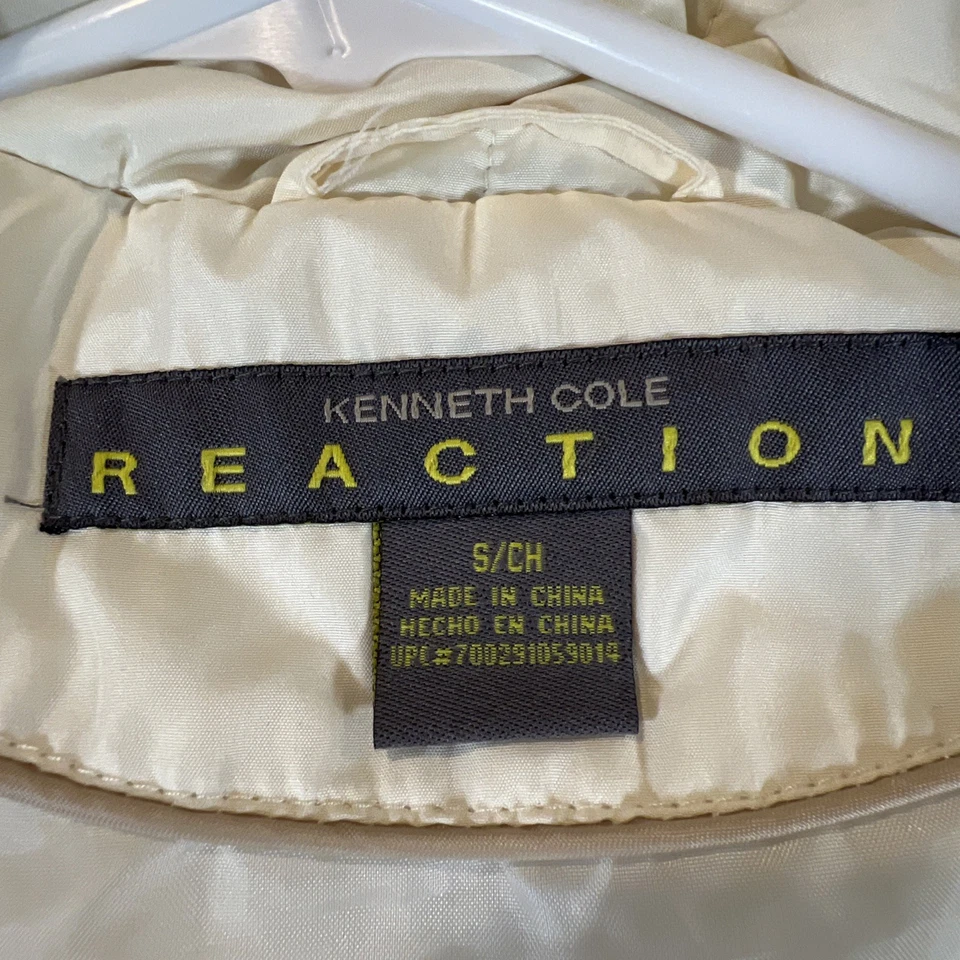 KENNETH COLE
REACTION
S/CH
MADE IN CHINA
HECHO EN CHINA
UPC#700291059014